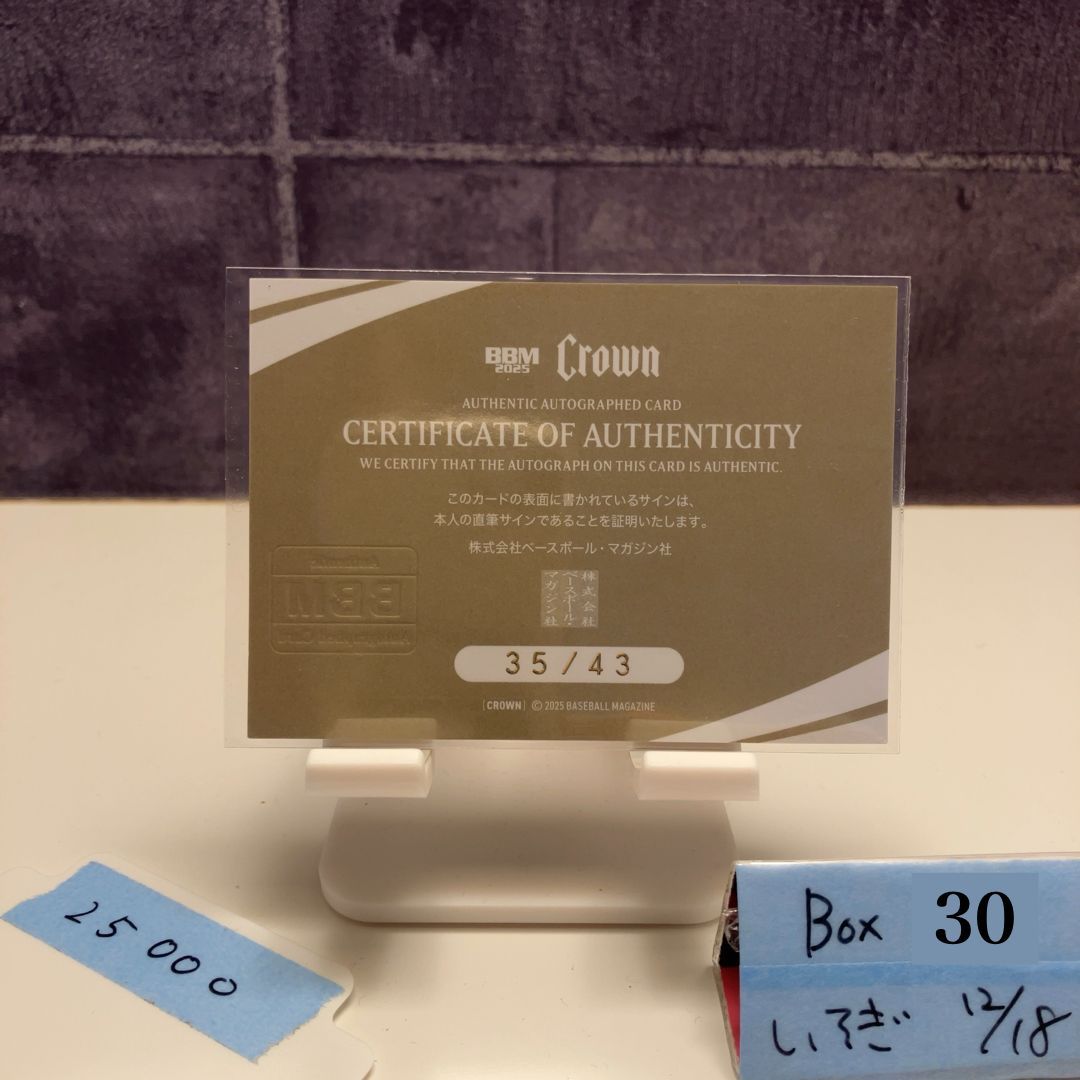 BBM 2025 Crown
AUTHENTIC AUTOGRAPHED CARD
CERTIFICATE OF AUTHENTICITY
WE CERTIFY THAT THE AUTOGRAPH ON THIS CARD IS AUTHENTIC.
このカードの表面に書かれているサインは、
本人の直筆サインであることを証明いたします。
株式会社ベースボール・マガジン社
株式会社
ベースボール・
マガジン社
BBM
35/43
[CROWN] © 2025 BASEBALL MAGAZINE
25000
Box 30
12/18